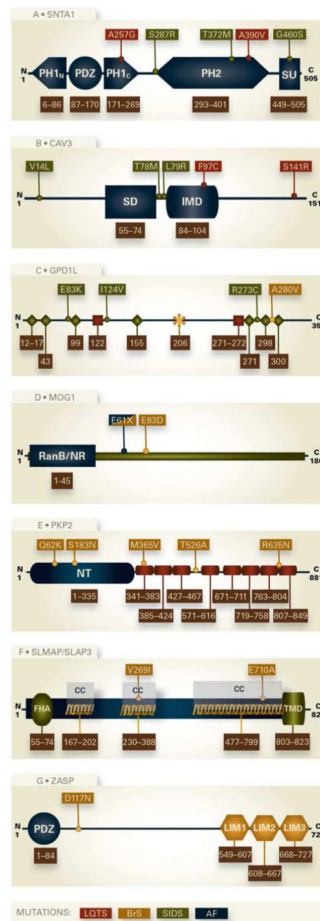 A • SNTA1
A257G S287R T372M A390V G460S
N PH1N PDZ PH1C PH2 SU C
1 505
6–86 87–170 171–269 293–401 449–505
B • CAV3
V14L T78M L79R F97C S141R
N SD IMD C
1 151
55–74 84–104
C • GPD1L
E83K I124V R273C A280V
N C
1
12–17 99 122 155 206 271–272 298
43 271 300
D • MOG1
E61X E83D
N RanB/NR C
1
1-45
E • PKP2
Q62K S183N M365V T526A R635N
N NT C
1 881
1–335 341–383 427–467 671–711 763–804
385–424 571–616 719–758 807–849
F • SLMAP/SLAP3
V269I E710A
CC CC CC
N FHA TMD C
1
55–74 167–202 230–388 477–799 803–823
G • ZASP
D117N
N PDZ LIM1 LIM2 LIM3 C
1
1–84 549–607 668–727
608–667
MUTATIONS: LQTS BrS SIDS AF